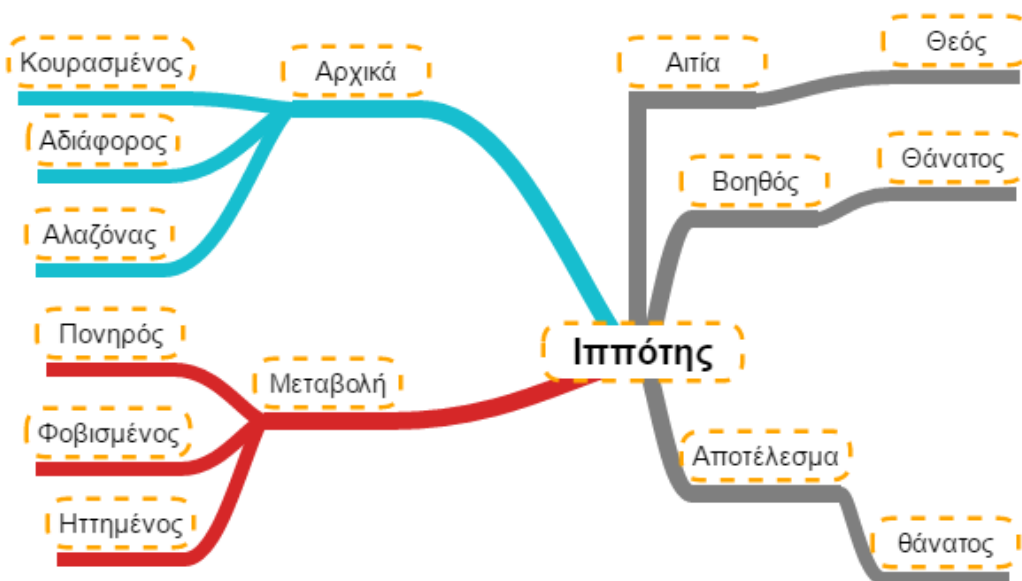 Κουρασμένος
Αρχικά
Αδιάφορος
Αλαζόνας
Πονηρός
Μεταβολή
Φοβισμένος
Ηττημένος
Ιππότης
Αιτία
Θεός
Βοηθός
Θάνατος
Αποτέλεσμα
θάνατος